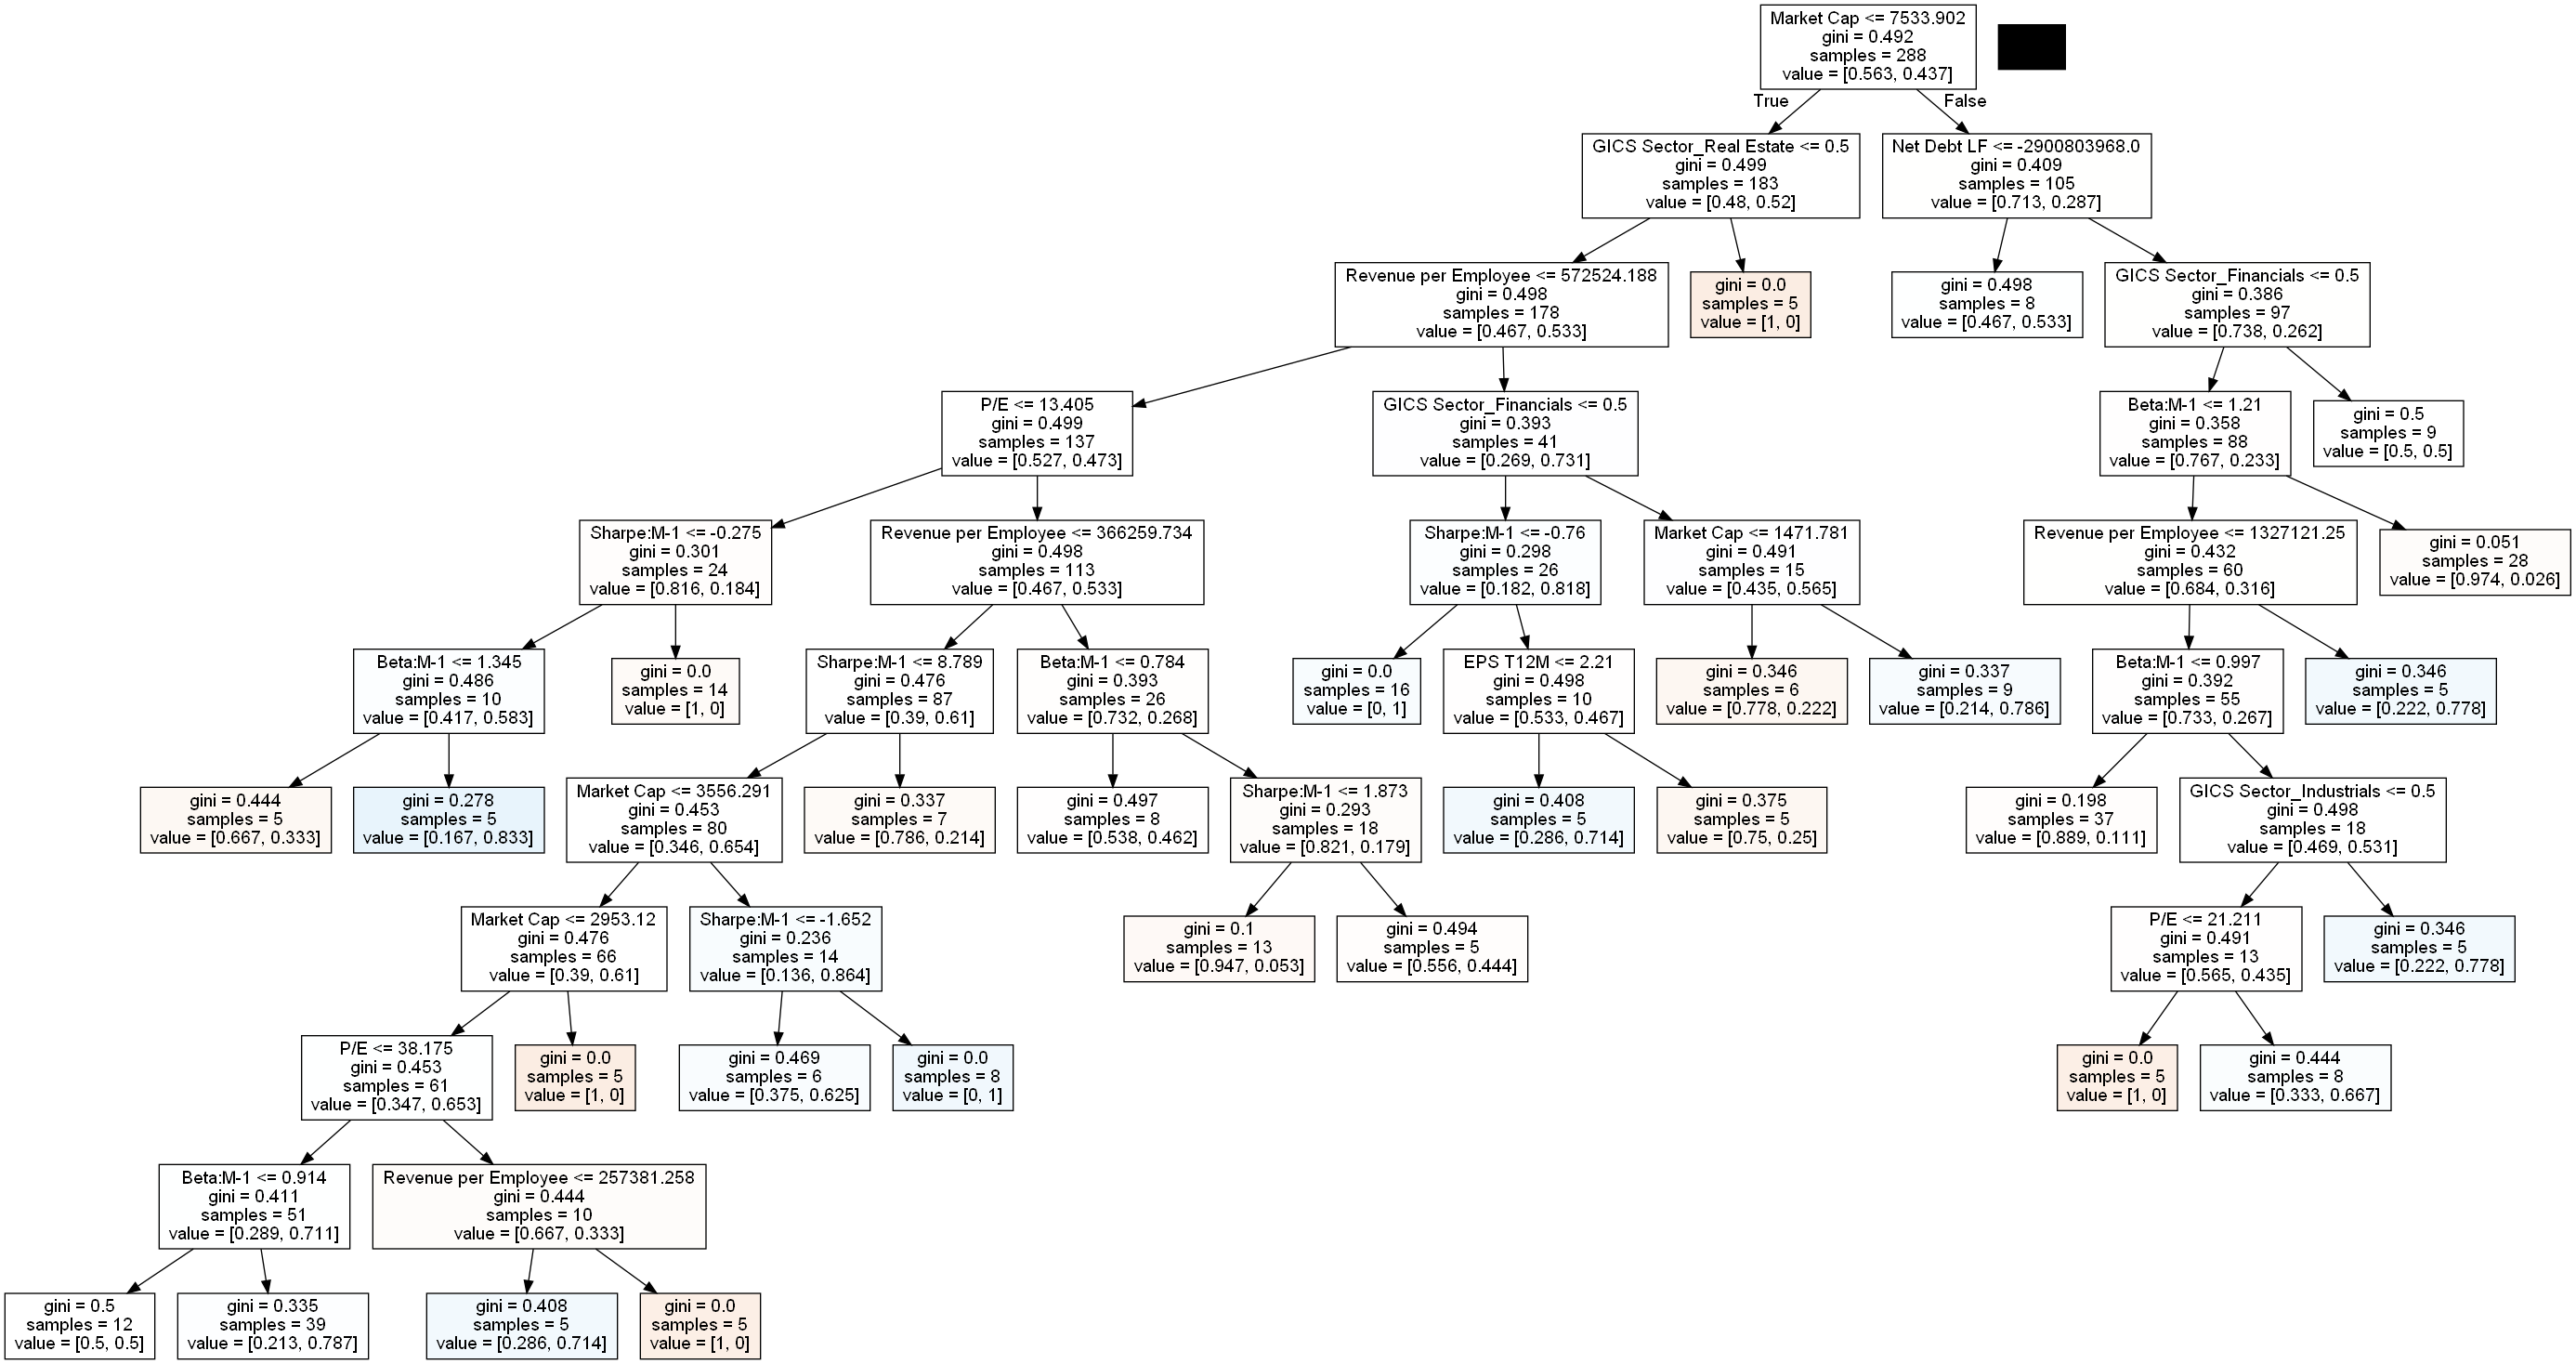 Market Cap <= 7533.902
gini = 0.492
samples = 288
value = [0.563, 0.437]
True
False
GICS Sector_Real Estate <= 0.5
gini = 0.499
samples = 183
value = [0.48, 0.52]
Net Debt LF <= -2900803968.0
gini = 0.409
samples = 105
value = [0.713, 0.287]
Revenue per Employee <= 572524.188
gini = 0.498
samples = 178
value = [0.467, 0.533]
gini = 0.0
samples = 5
value = [1, 0]
gini = 0.498
samples = 8
value = [0.467, 0.533]
GICS Sector_Financials <= 0.5
gini = 0.386
samples = 97
value = [0.738, 0.262]
P/E <= 13.405
gini = 0.499
samples = 137
value = [0.527, 0.473]
GICS Sector_Financials <= 0.5
gini = 0.393
samples = 41
value = [0.269, 0.731]
Beta:M-1 <= 1.21
gini = 0.358
samples = 88
value = [0.767, 0.233]
gini = 0.5
samples = 9
value = [0.5, 0.5]
Sharpe:M-1 <= -0.275
gini = 0.301
samples = 24
value = [0.816, 0.184]
Revenue per Employee <= 366259.734
gini = 0.498
samples = 113
value = [0.467, 0.533]
Sharpe:M-1 <= -0.76
gini = 0.298
samples = 26
value = [0.182, 0.818]
Market Cap <= 1471.781
gini = 0.491
samples = 15
value = [0.435, 0.565]
Revenue per Employee <= 1327121.25
gini = 0.432
samples = 60
value = [0.684, 0.316]
gini = 0.051
samples = 28
value = [0.974, 0.026]
Beta:M-1 <= 1.345
gini = 0.486
samples = 10
value = [0.417, 0.583]
gini = 0.0
samples = 14
value = [1, 0]
Sharpe:M-1 <= 8.789
gini = 0.476
samples = 87
value = [0.39, 0.61]
Beta:M-1 <= 0.784
gini = 0.393
samples = 26
value = [0.732, 0.268]
gini = 0.0
samples = 16
value = [0, 1]
EPS T12M <= 2.21
gini = 0.498
samples = 10
value = [0.533, 0.467]
gini = 0.346
samples = 6
value = [0.778, 0.222]
gini = 0.337
samples = 9
value = [0.214, 0.786]
Beta:M-1 <= 0.997
gini = 0.392
samples = 55
value = [0.733, 0.267]
gini = 0.346
samples = 5
value = [0.222, 0.778]
gini = 0.444
samples = 5
value = [0.667, 0.333]
gini = 0.278
samples = 5
value = [0.167, 0.833]
Market Cap <= 3556.291
gini = 0.453
samples = 80
value = [0.346, 0.654]
gini = 0.337
samples = 7
value = [0.786, 0.214]
gini = 0.497
samples = 8
value = [0.538, 0.462]
Sharpe:M-1 <= 1.873
gini = 0.293
samples = 18
value = [0.821, 0.179]
gini = 0.408
samples = 5
value = [0.286, 0.714]
gini = 0.375
samples = 5
value = [0.75, 0.25]
gini = 0.198
samples = 37
value = [0.889, 0.111]
GICS Sector_Industrials <= 0.5
gini = 0.498
samples = 18
value = [0.469, 0.531]
Market Cap <= 2953.12
gini = 0.476
samples = 66
value = [0.39, 0.61]
Sharpe:M-1 <= -1.652
gini = 0.236
samples = 14
value = [0.136, 0.864]
gini = 0.1
samples = 13
value = [0.947, 0.053]
gini = 0.494
samples = 5
value = [0.556, 0.444]
P/E <= 21.211
gini = 0.491
samples = 13
value = [0.565, 0.435]
gini = 0.346
samples = 5
value = [0.222, 0.778]
P/E <= 38.175
gini = 0.453
samples = 61
value = [0.347, 0.653]
gini = 0.0
samples = 5
value = [1, 0]
gini = 0.469
samples = 6
value = [0.375, 0.625]
gini = 0.0
samples = 8
value = [0, 1]
gini = 0.0
samples = 5
value = [1, 0]
gini = 0.444
samples = 8
value = [0.333, 0.667]
Beta:M-1 <= 0.914
gini = 0.411
samples = 51
value = [0.289, 0.711]
Revenue per Employee <= 257381.258
gini = 0.444
samples = 10
value = [0.667, 0.333]
gini = 0.5
samples = 12
value = [0.5, 0.5]
gini = 0.335
samples = 39
value = [0.213, 0.787]
gini = 0.408
samples = 5
value = [0.286, 0.714]
gini = 0.0
samples = 5
value = [1, 0]